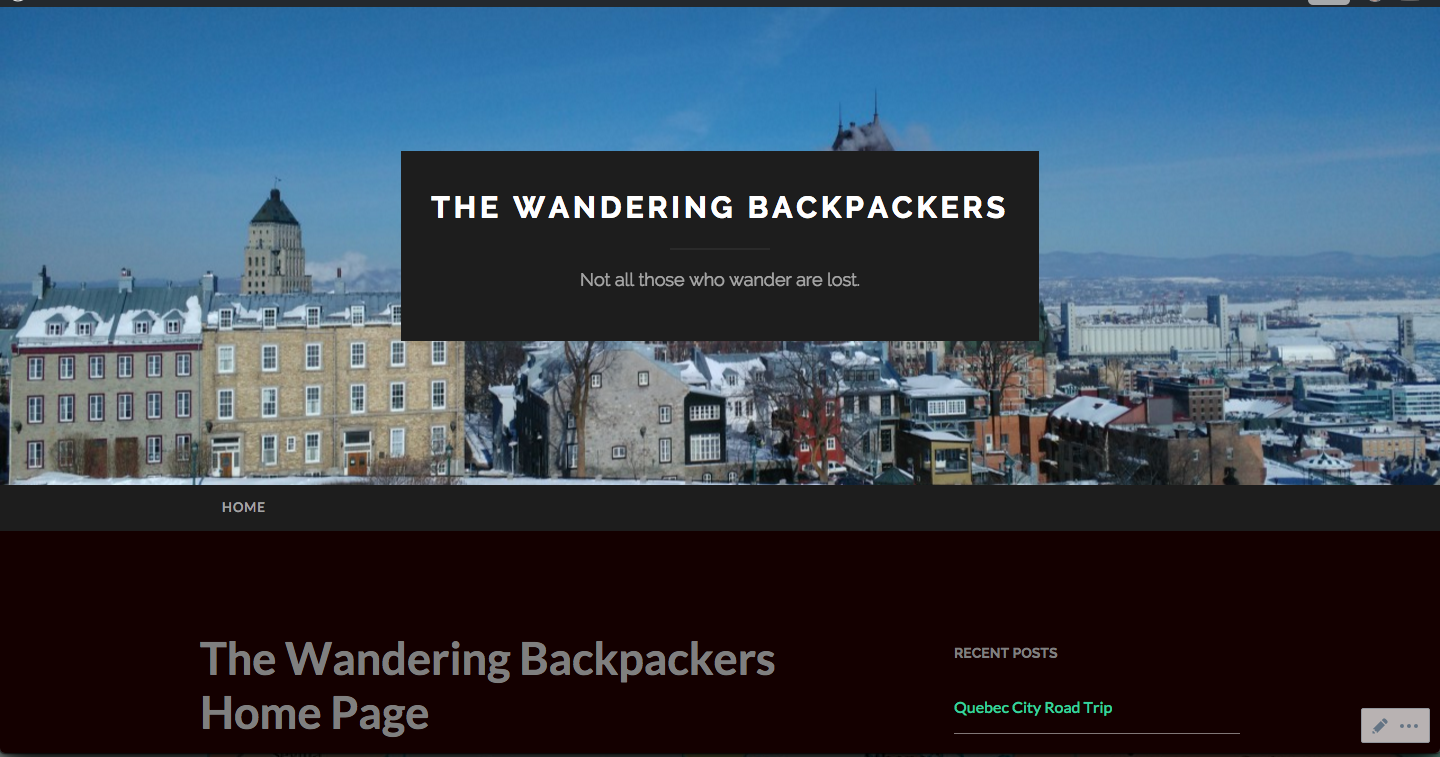 THE WANDERING BACKPACKERS
Not all those who wander are lost.
HOME
The Wandering Backpackers
Home Page
RECENT POSTS
Quebec City Road Trip